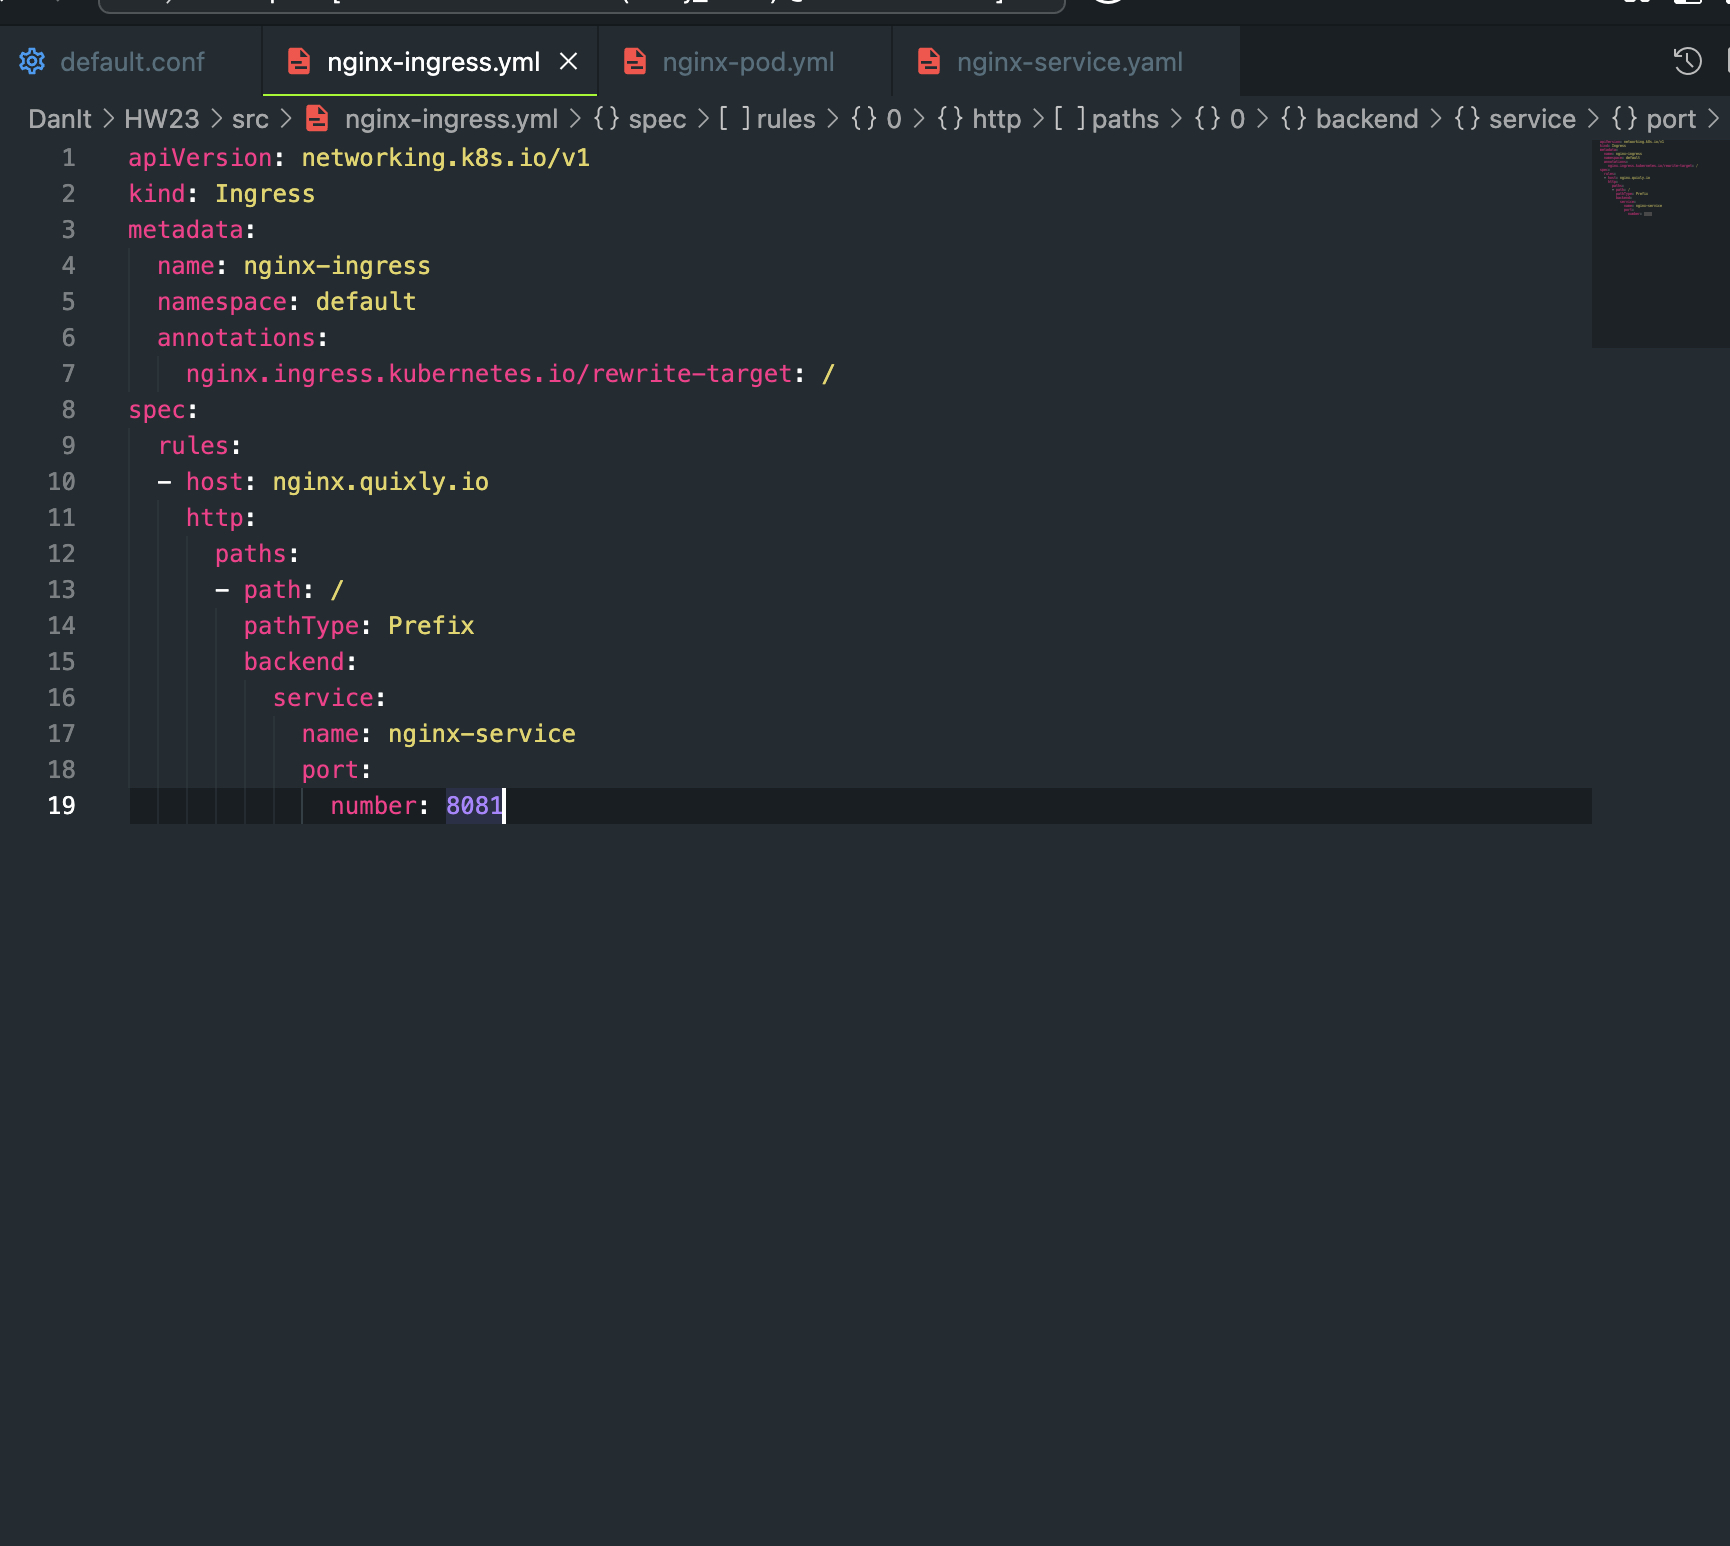 default.conf nginx-ingress.yml nginx-pod.yml nginx-service.yaml
DanIt > HW23 > src > nginx-ingress.yml > {} spec > [ ] rules > {} 0 > {} http > [ ] paths > {} 0 > {} backend > {} service > {} port >
1 apiVersion: networking.k8s.io/v1
2 kind: Ingress
3 metadata:
4 name: nginx-ingress
5 namespace: default
6 annotations:
7 nginx.ingress.kubernetes.io/rewrite-target: /
8 spec:
9 rules:
10 - host: nginx.quixly.io
11 http:
12 paths:
13 - path: /
14 pathType: Prefix
15 backend:
16 service:
17 name: nginx-service
18 port:
19 number: 8081